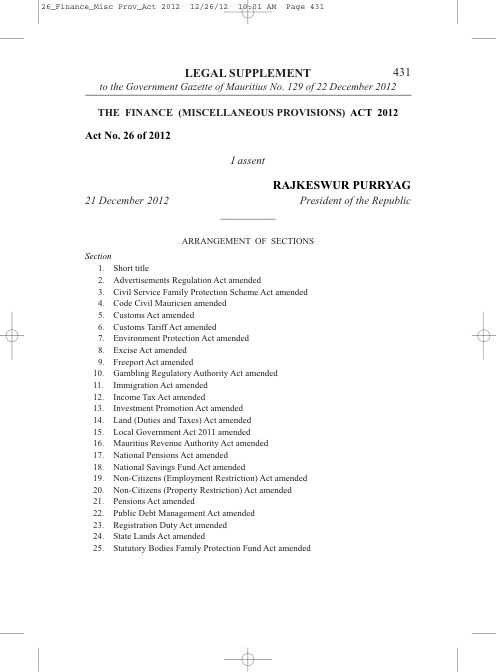 26_Finance_Misc Prov_Act 2012  12/26/12  10:01 AM  Page 431
LEGAL SUPPLEMENT 431
to the Government Gazette of Mauritius No. 129 of 22 December 2012
THE FINANCE (MISCELLANEOUS PROVISIONS) ACT 2012
Act No. 26 of 2012
I assent
RAJKESWUR PURRYAG
21 December 2012 President of the Republic
ARRANGEMENT OF SECTIONS
Section
1. Short title
2. Advertisements Regulation Act amended
3. Civil Service Family Protection Scheme Act amended
4. Code Civil Mauricien amended
5. Customs Act amended
6. Customs Tariff Act amended
7. Environment Protection Act amended
8. Excise Act amended
9. Freeport Act amended
10. Gambling Regulatory Authority Act amended
11. Immigration Act amended
12. Income Tax Act amended
13. Investment Promotion Act amended
14. Land (Duties and Taxes) Act amended
15. Local Government Act 2011 amended
16. Mauritius Revenue Authority Act amended
17. National Pensions Act amended
18. National Savings Fund Act amended
19. Non-Citizens (Employment Restriction) Act amended
20. Non-Citizens (Property Restriction) Act amended
21. Pensions Act amended
22. Public Debt Management Act amended
23. Registration Duty Act amended
24. State Lands Act amended
25. Statutory Bodies Family Protection Fund Act amended